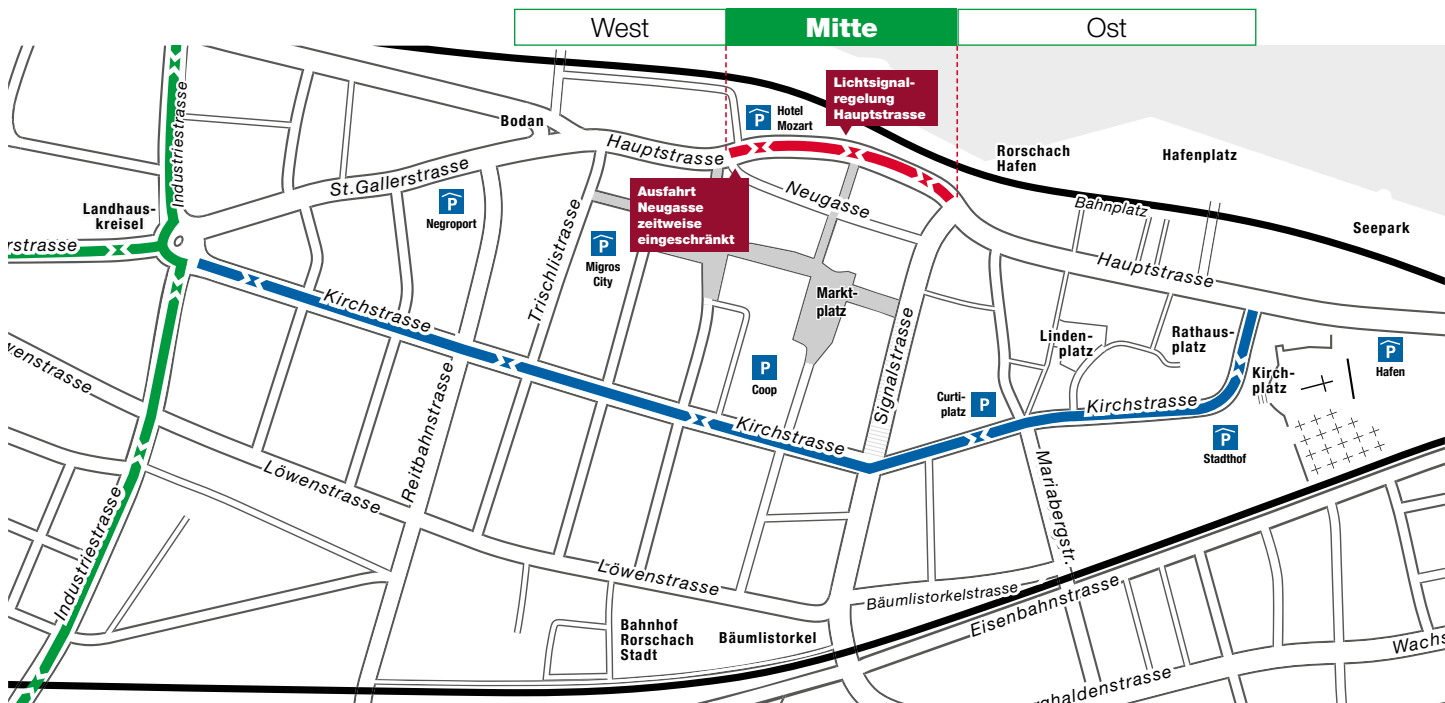 West
Mitte
Ost
Lichtsignal-
regelung
Hauptstrasse
P
Hotel
Mozart
Bodan
Industriestrasse
Hauptstrasse
Rorschach
Hafen
Hafenplatz
St.Gallerstrasse
Ausfahrt
Neugasse
zeitweise
eingeschränkt
Neugasse
Bahnplatz
Seepark
Landhaus-
kreisel
P
Negroport
Trischlistrasse
P
Migros
City
rstrasse
Hauptstrasse
Markt-
platz
Kirchstrasse
Signalstrasse
Linden-
platz
Rathaus-
platz
Kirch-
platz
P
Hafen
wenstrasse
P
Coop
Curti-
platz
P
Kirchstrasse
Reitbahnstrasse
Kirchstrasse
P
Stadthof
Löwenstrasse
Mariabergstr.
Industriestrasse
Löwenstrasse
Bäumlistorkelstrasse
Eisenbahnstrasse
Bahnhof
Rorschach
Stadt
Bäumlistorkel
Wachs
rghaldenstrasse